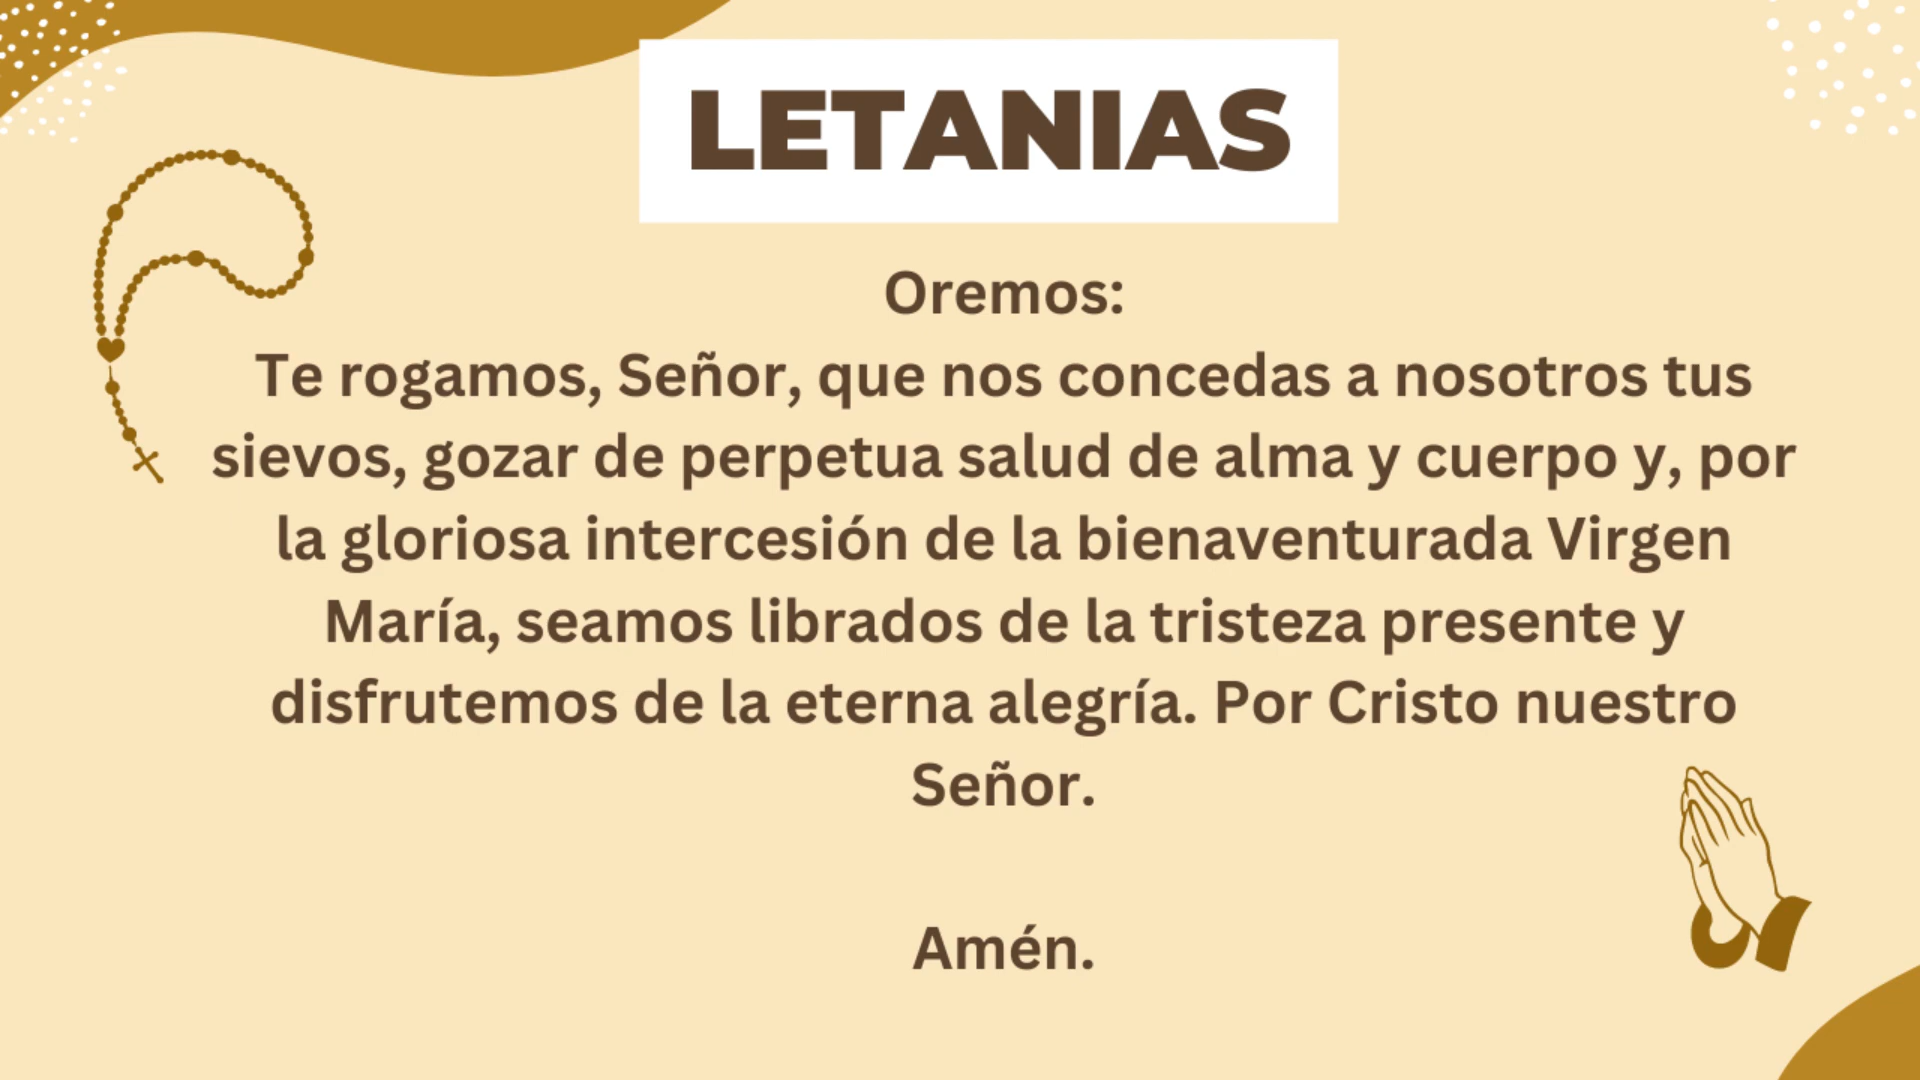 LETANIAS
Oremos:
Te rogamos, Señor, que nos concedas a nosotros tus
sievos, gozar de perpetua salud de alma y cuerpo y, por
la gloriosa intercesión de la bienaventurada Virgen
María, seamos librados de la tristeza presente y
disfrutemos de la eterna alegría. Por Cristo nuestro
Señor.
Amén.